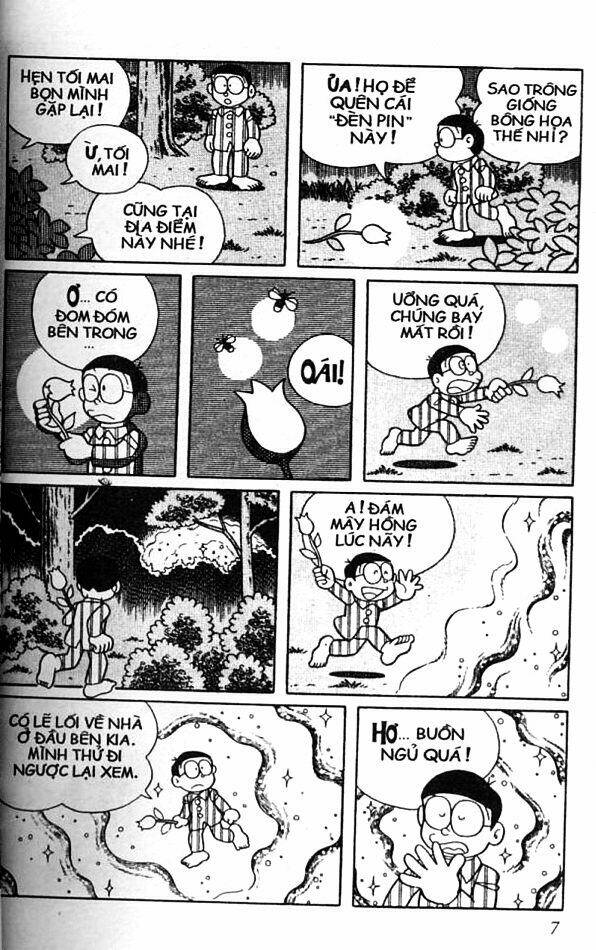 HẸN TỐI MAI
BỌN MÌNH
GẶP LẠI!
Ừ, TỐI
MAI!
CŨNG TẠI
ĐỊA ĐIỂM
NÀY NHÉ!
ỦA! HỌ ĐỂ
QUÊN CÁI
"ĐÈN PIN"
NÀY!
SAO TRÔNG
GIỐNG
BÔNG HỌA
THẾ NHỈ?
Ơ... CÓ
ĐOM ĐÓM
BÊN TRONG
...
OÁI!
UỔNG QUÁ,
CHÚNG BAY
MẤT RỒI!
A! ĐÁM
MÂY HỒNG
LÚC NÃY!
CÓ LẼ LỐI VỀ NHÀ
Ở ĐẦU BÊN KIA.
MÌNH THỬ ĐI
NGƯỢC LẠI XEM.
HƠ... BUỒN
NGỦ QUÁ!
7